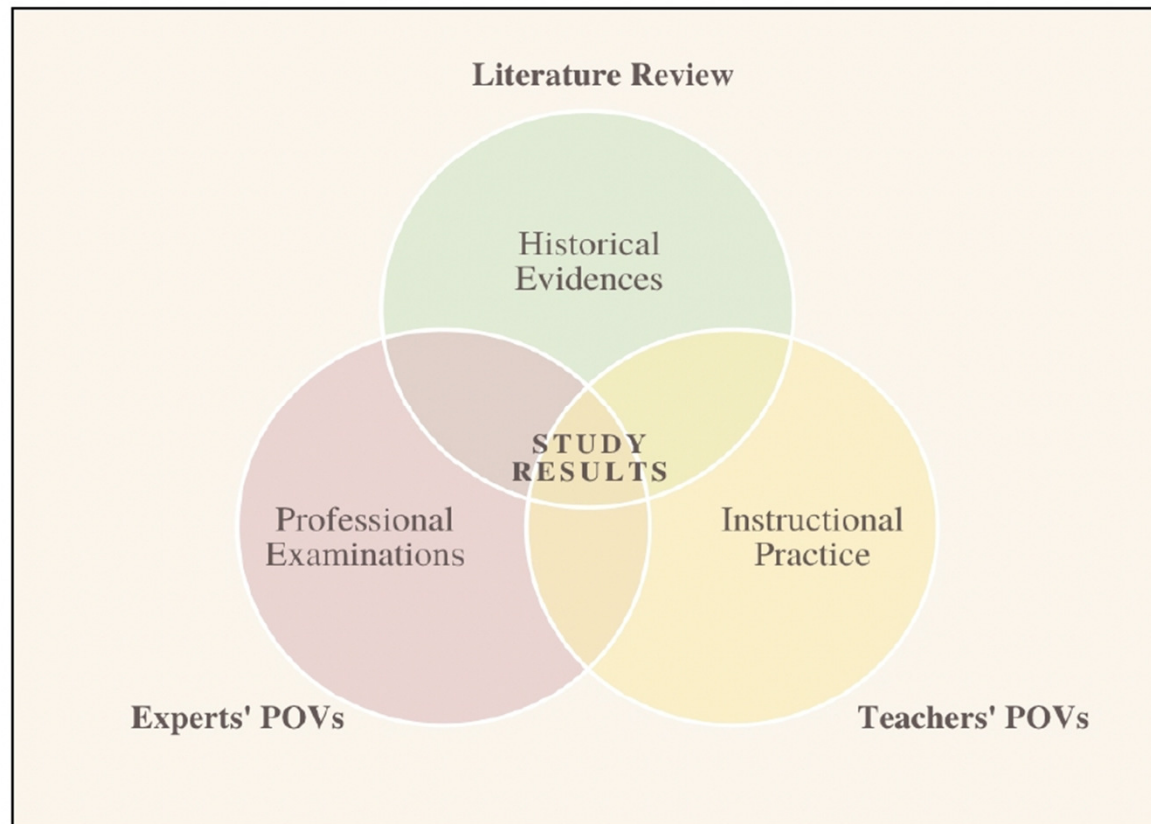 Literature Review
Historical
Evidences
STUDY
RESULTS
Professional
Examinations
Instructional
Practice
Experts' POVs
Teachers' POVs